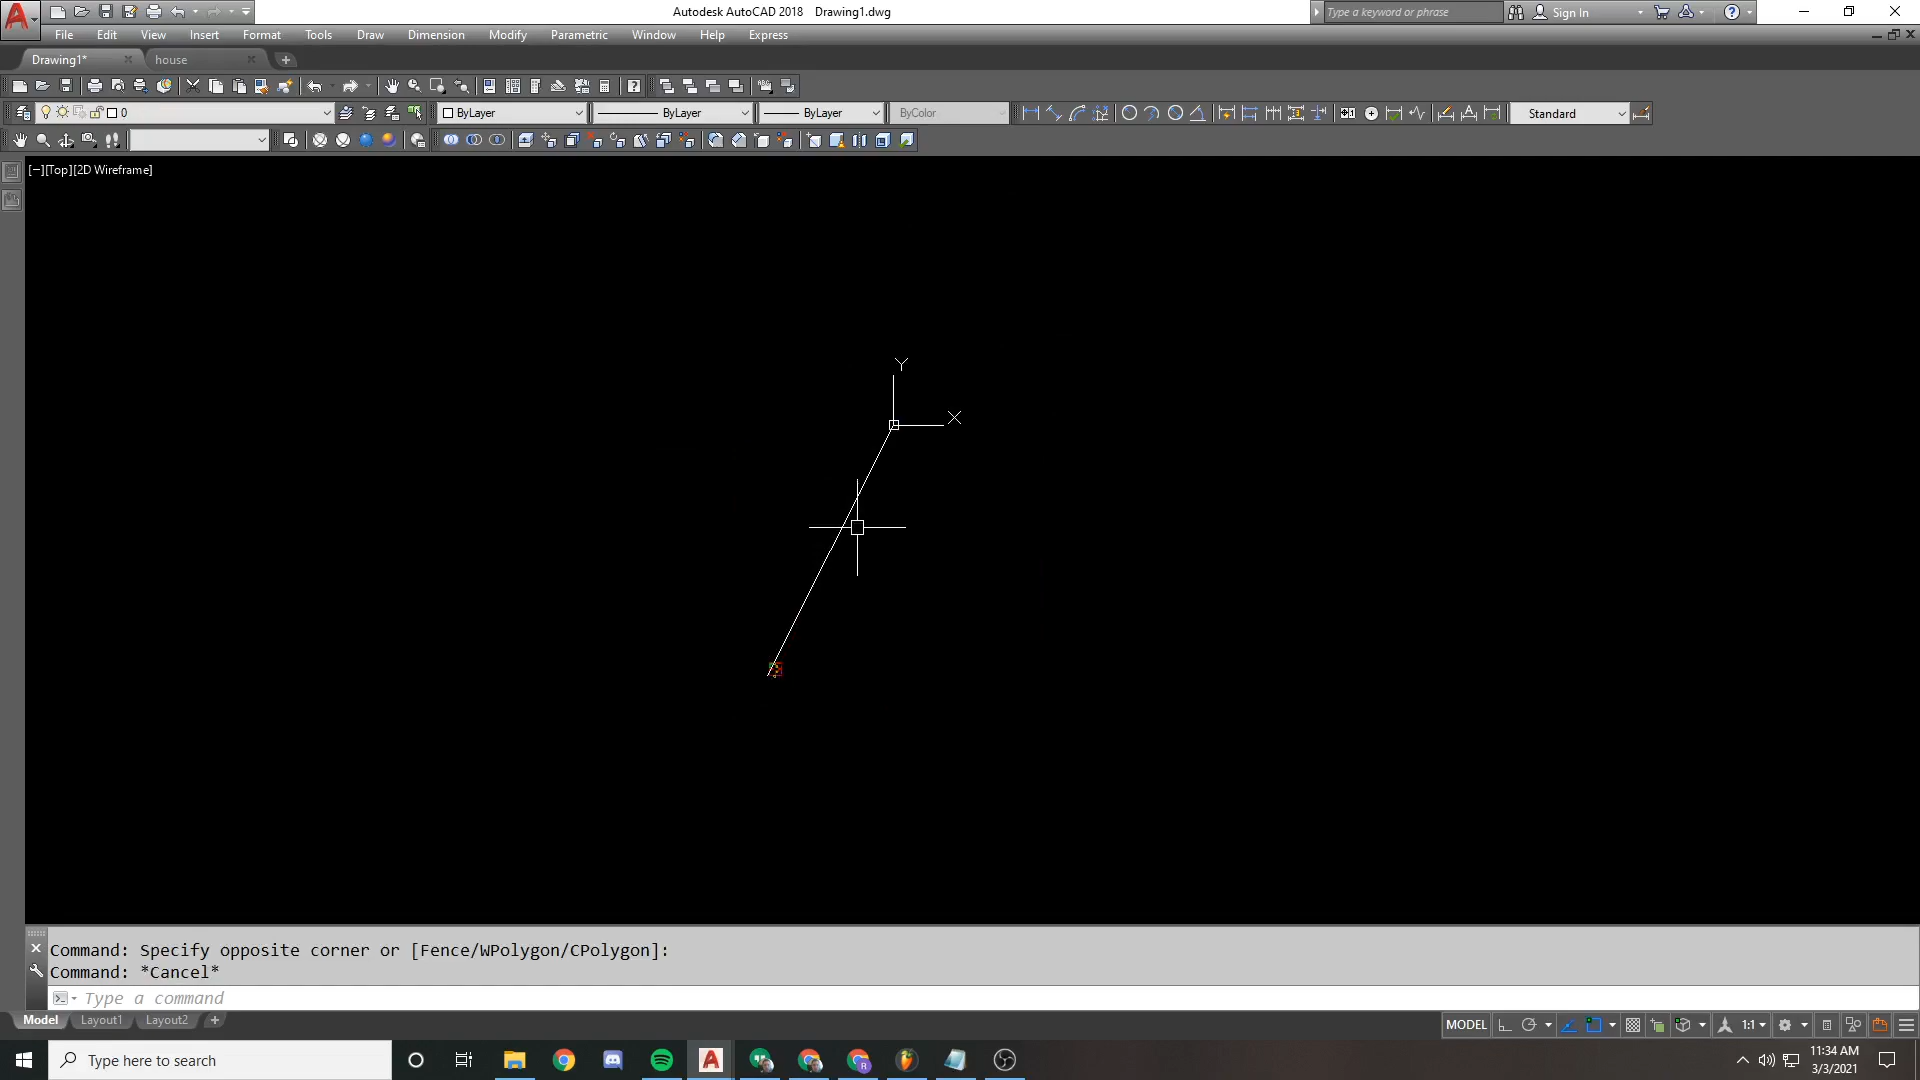 Autodesk AutoCAD 2018 Drawing1.dwg
Type a keyword or phrase
Sign In
File Edit View Insert Format Tools Draw Dimension Modify Parametric Window Help Express
Drawing1*
house
0
ByLayer
ByLayer
ByLayer
ByColor
Standard
[−][Top][2D Wireframe]
Y
X
Command: Specify opposite corner or [Fence/WPolygon/CPolygon]:
Command: *Cancel*
Type a command
Model Layout1 Layout2 +
MODEL
1:1
Type here to search
11:34 AM
3/3/2021